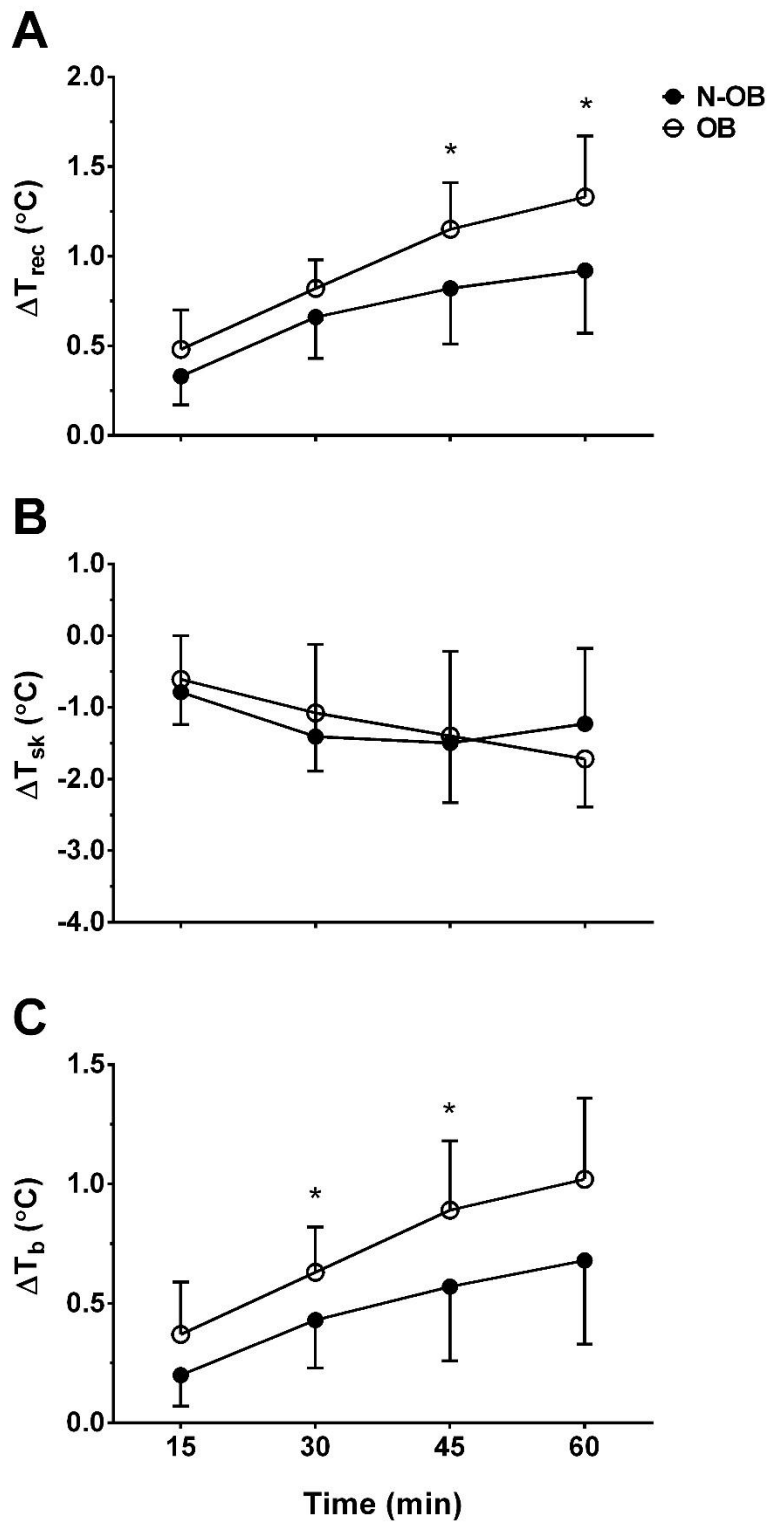 A
2.0
1.5
1.0
0.5
0.0
ΔTrec (°C)
*
*
N-OB
OB
B
1.0
0.0
-1.0
-2.0
-3.0
-4.0
ΔTsk (°C)
C
1.5
1.0
0.5
0.0
ΔTb (°C)
*
*
15 30 45 60
Time (min)